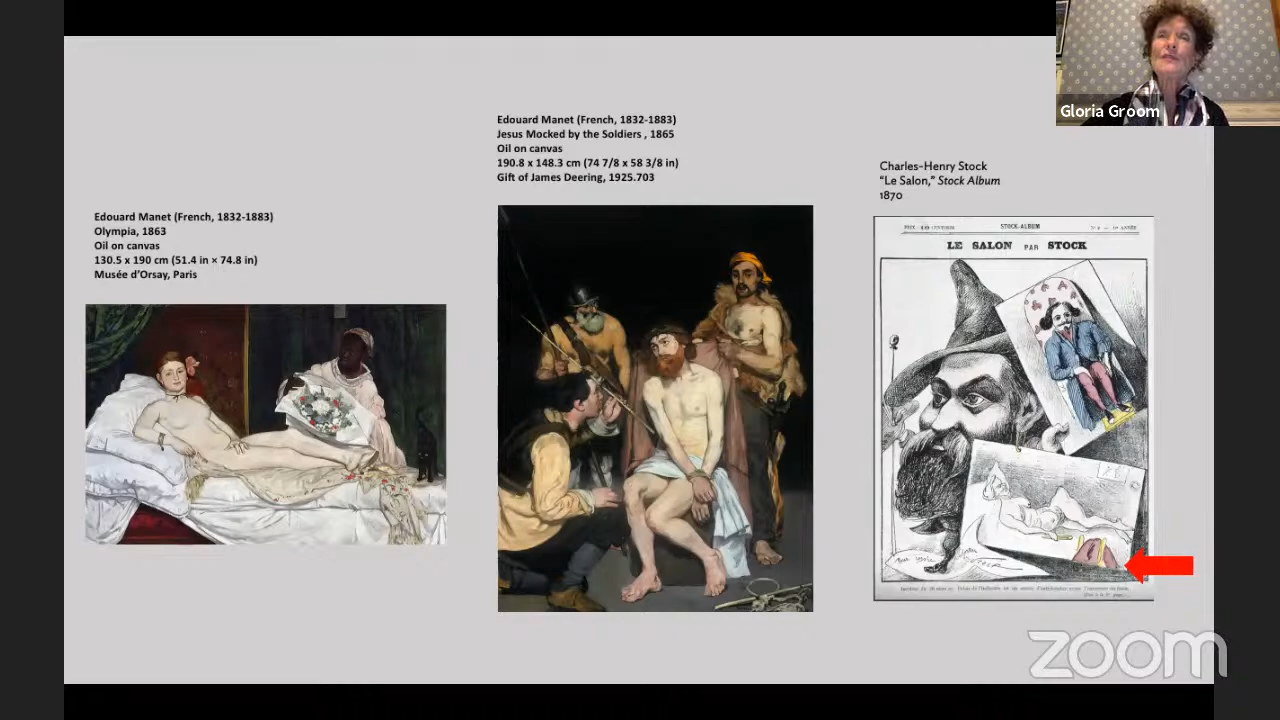 Gloria Groom
Edouard Manet (French, 1832-1883)
Jesus Mocked by the Soldiers , 1865
Oil on canvas
190.8 x 148.3 cm (74 7/8 x 58 3/8 in)
Gift of James Deering, 1925.703
Charles-Henry Stock
“Le Salon,” Stock Album
1870
Edouard Manet (French, 1832-1883)
Olympia, 1863
Oil on canvas
130.5 x 190 cm (51.4 in × 74.8 in)
Musée d’Orsay, Paris
STOCK-ALBUM
LE SALON PAR STOCK
zoom